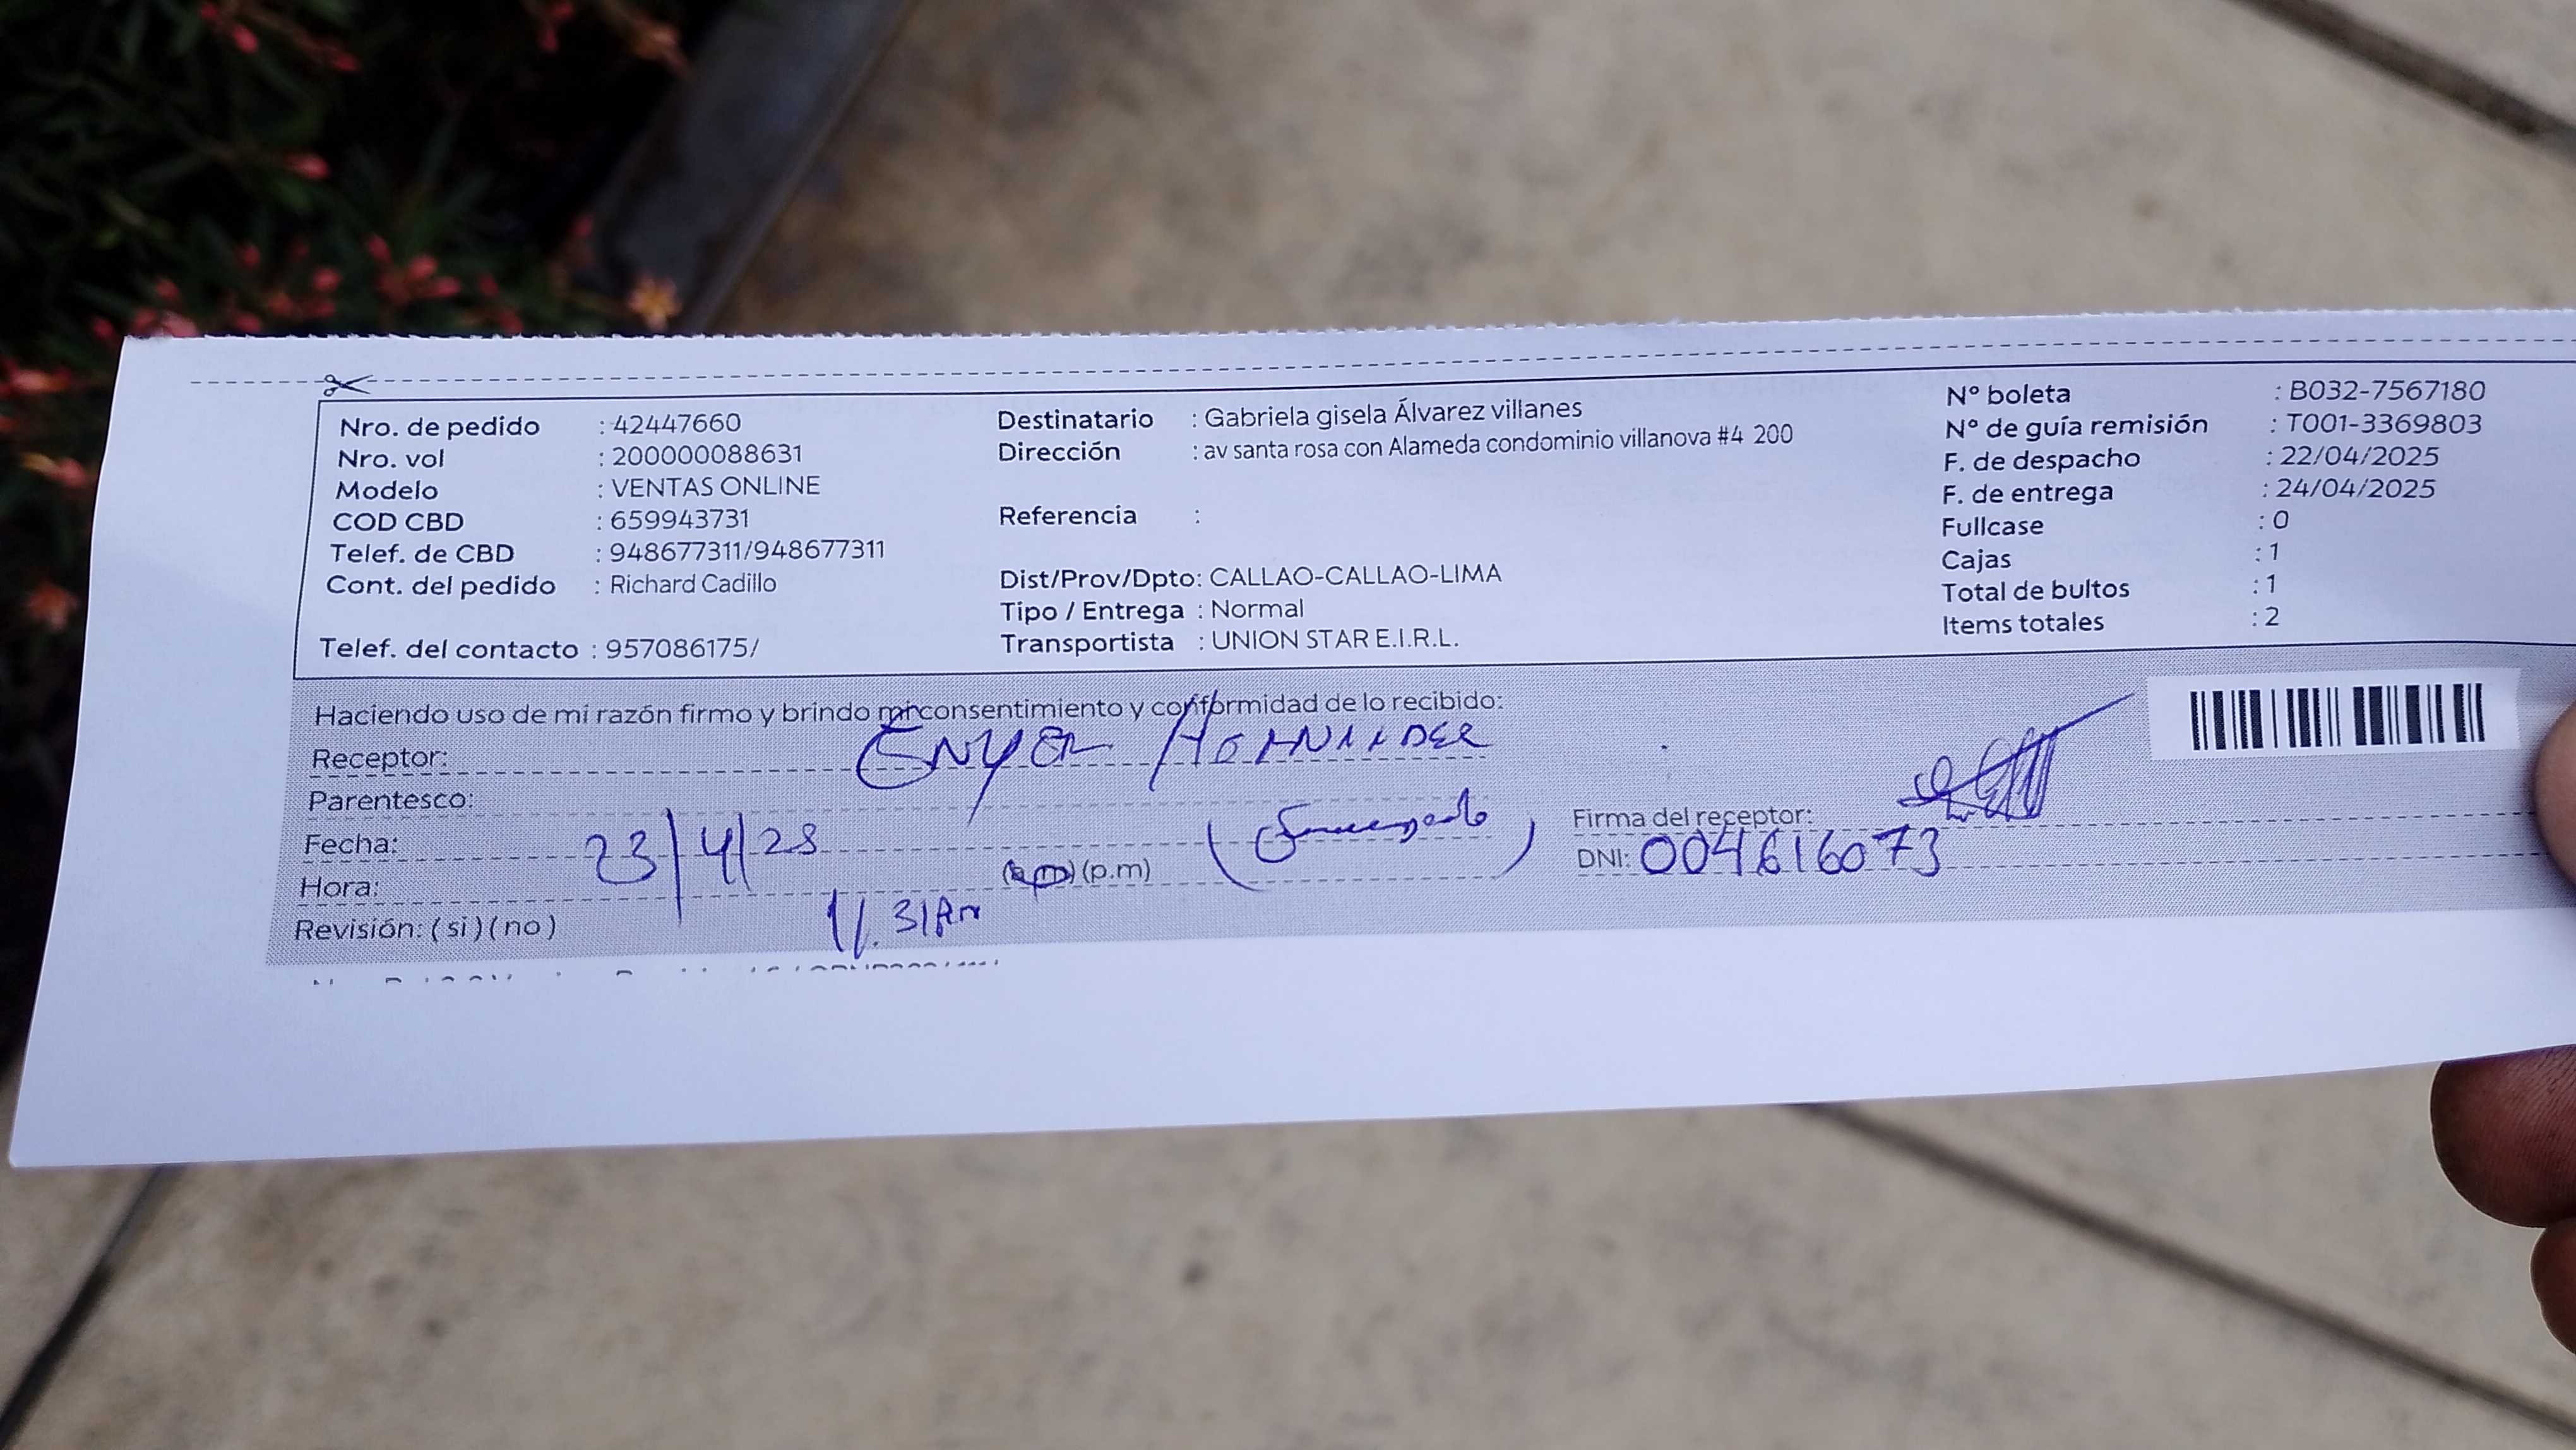 Nro. de pedido : 42447660
Nro. vol : 200000088631
Modelo : VENTAS ONLINE
COD CBD : 659943731
Telef. de CBD : 948677311/948677311
Cont. del pedido : Richard Cadillo
Telef. del contacto : 957086175/
Destinatario : Gabriela gisela Álvarez villanes
Dirección : av santa rosa con Alameda condominio villanova #4 200
Referencia :
Dist/Prov/Dpto: CALLAO-CALLAO-LIMA
Tipo / Entrega : Normal
Transportista : UNION STAR E.I.R.L.
Nº boleta : B032-7567180
Nº de guía remisión : T001-3369803
F. de despacho : 22/04/2025
F. de entrega : 24/04/2025
Fullcase : 0
Cajas : 1
Total de bultos : 1
Items totales : 2
Haciendo uso de mi razón firmo y brindo mi consentimiento y conformidad de lo recibido:
Receptor: ENYER HERNANDEZ
Parentesco:
Fecha: 23/4/25
(Encargado)
Hora: 11.31Am (a.m)(p.m)
Revisión: (si)(no)
Firma del receptor:
DNI: 004616073